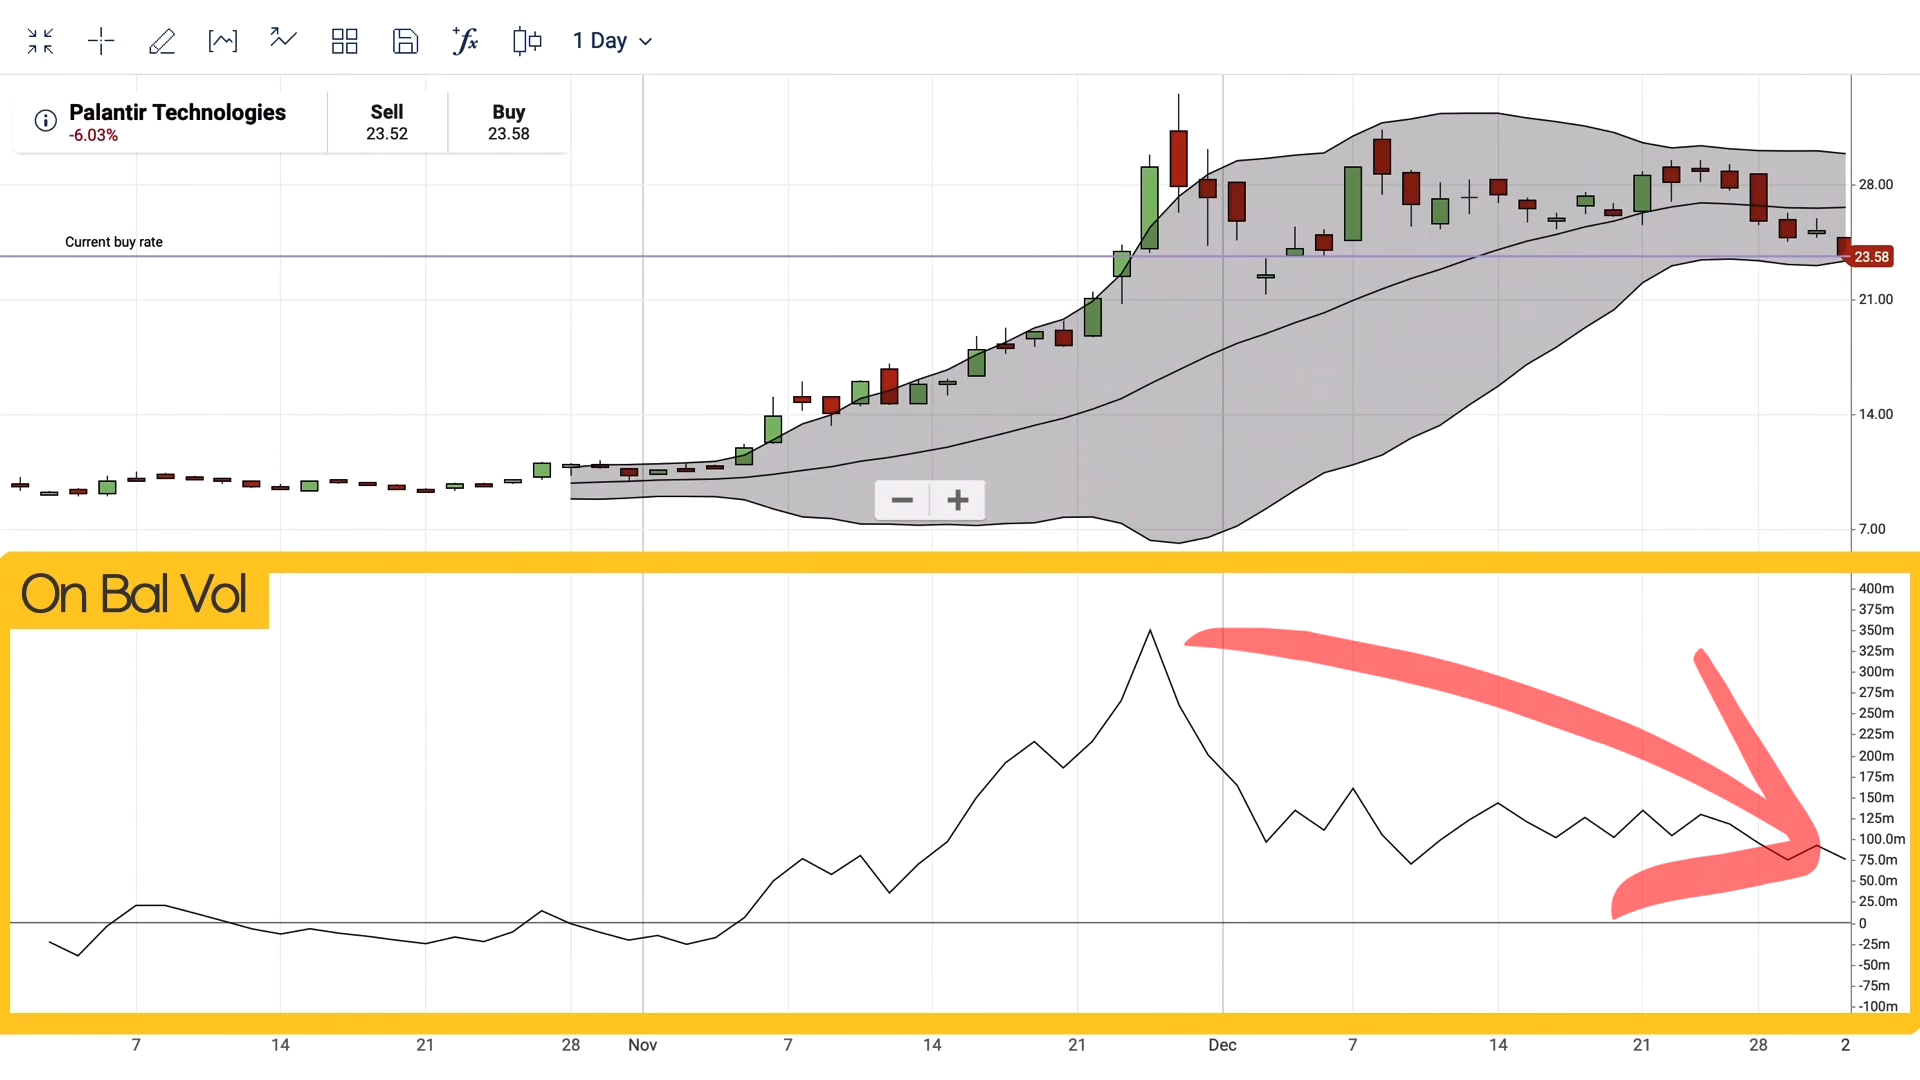 1 Day
Palantir Technologies
-6.03%
Sell
23.52
Buy
23.58
Current buy rate
28.00
23.58
21.00
14.00
7.00
On Bal Vol
400m
375m
350m
325m
300m
275m
250m
225m
200m
175m
150m
125m
100.0m
75.0m
50.0m
25.0m
0
-25m
-50m
-75m
-100m
7 14 21 28 Nov 7 14 21 Dec 7 14 21 28 2